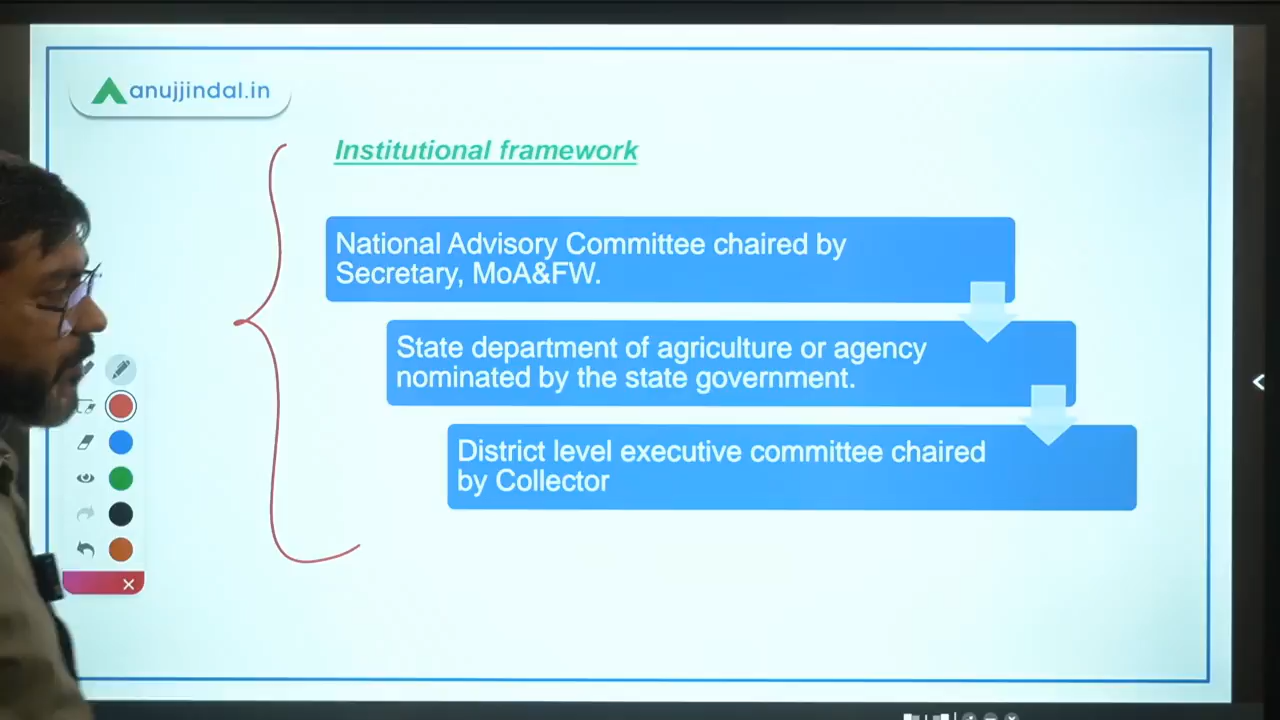 anujjindal.in
Institutional framework
National Advisory Committee chaired by
Secretary, MoA&FW.
State department of agriculture or agency
nominated by the state government.
District level executive committee chaired
by Collector